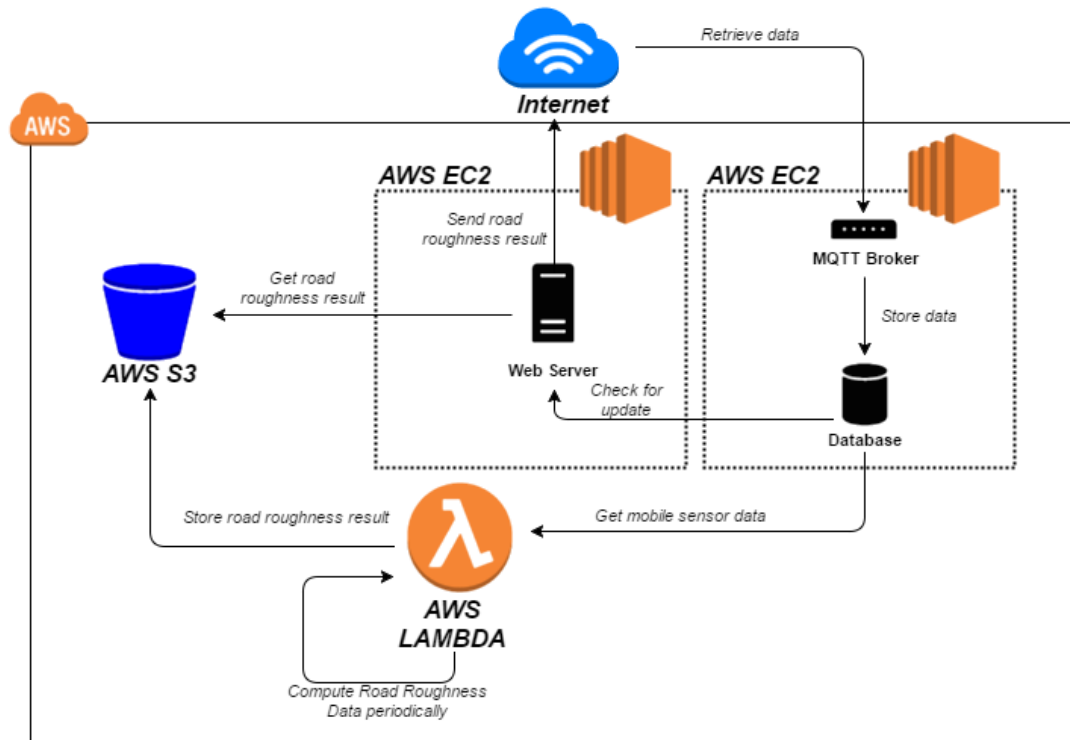 Retrieve data
Internet
AWS
AWS EC2
AWS EC2
Send road
roughness result
MQTT Broker
Get road
roughness result
Store data
AWS S3
Web Server
Check for
update
Database
Store road roughness result
Get mobile sensor data
AWS
LAMBDA
Compute Road Roughness
Data periodically